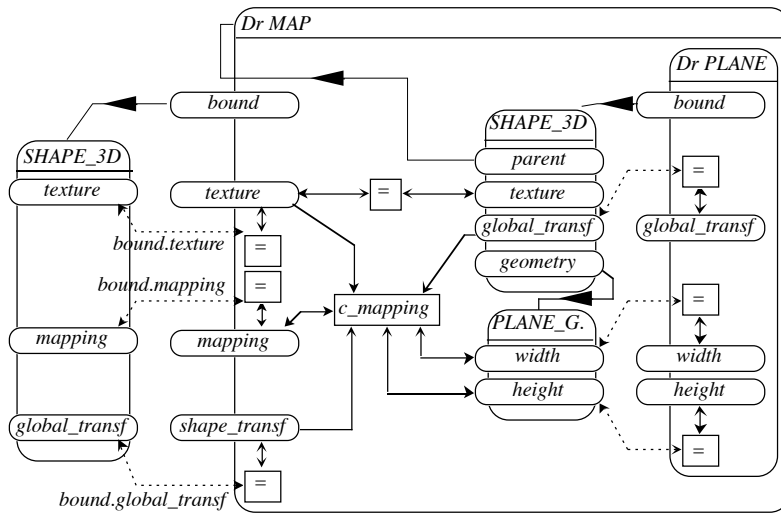 Dr MAP
Dr PLANE
bound
bound
SHAPE_3D
SHAPE_3D
parent
=
texture
texture
=
texture
bound.texture
=
global_transf
global_transf
bound.mapping
=
geometry
c_mapping
=
PLANE_G.
mapping
mapping
width
width
height
height
global_transf
shape_transf
=
=
bound.global_transf